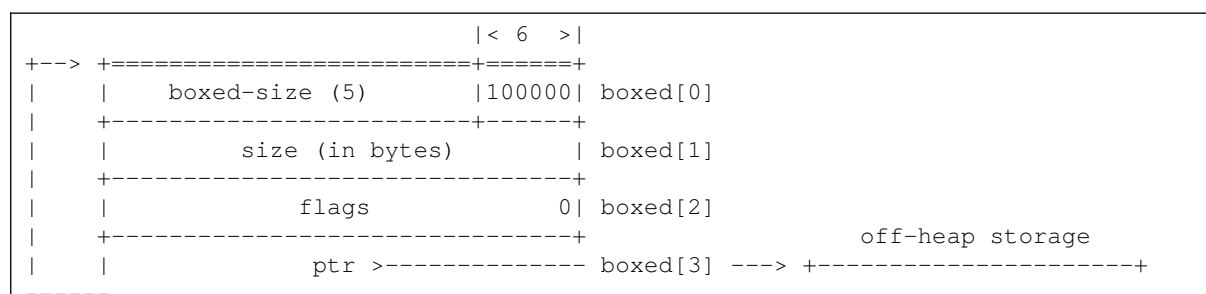 |< 6  >|
+--> +=========================+======+
|    |    boxed-size (5)       |100000| boxed[0]
|    +-------------------------+------+
|    |         size (in bytes)        | boxed[1]
|    +--------------------------------+
|    |             flags             0| boxed[2]
|    +--------------------------------+                   off-heap storage
|    |              ptr >-------------- boxed[3] ---> +----------------------+